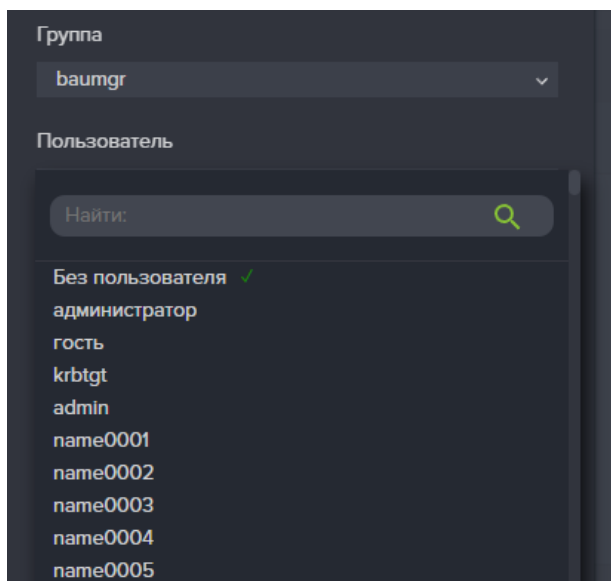 Группа
baumgr
Пользователь
Найти:
Без пользователя
администратор
гость
krbtgt
admin
name0001
name0002
name0003
name0004
name0005